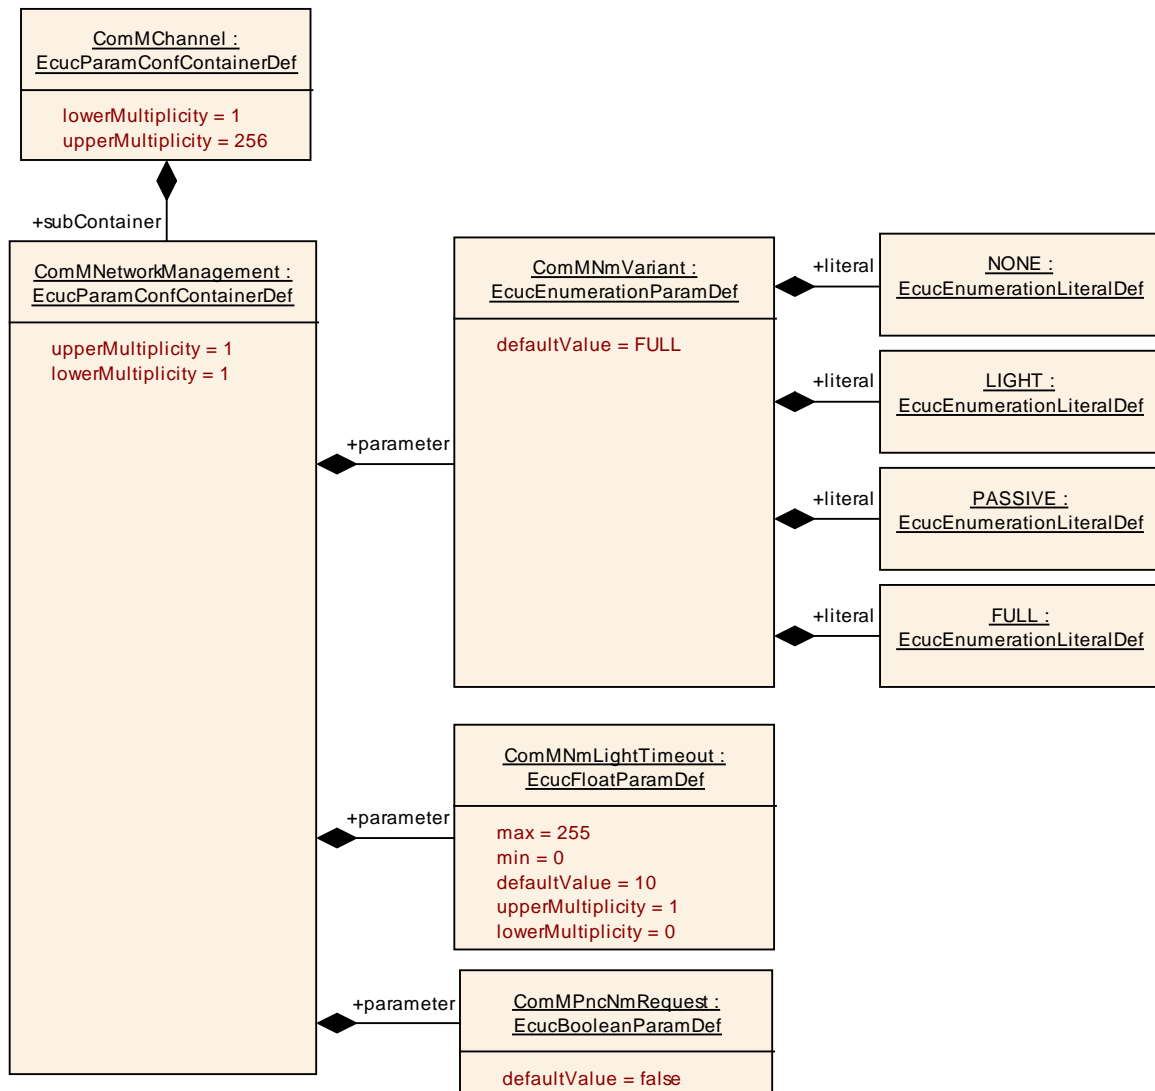 ComMChannel :
EcucParamConfContainerDef
lowerMultiplicity = 1
upperMultiplicity = 256
+subContainer
ComMNetworkManagement :
EcucParamConfContainerDef
upperMultiplicity = 1
lowerMultiplicity = 1
+parameter
ComMNmVariant :
EcucEnumerationParamDef
defaultValue = FULL
+literal
NONE :
EcucEnumerationLiteralDef
+literal
LIGHT :
EcucEnumerationLiteralDef
+literal
PASSIVE :
EcucEnumerationLiteralDef
+literal
FULL :
EcucEnumerationLiteralDef
+parameter
ComMNmLightTimeout :
EcucFloatParamDef
max = 255
min = 0
defaultValue = 10
upperMultiplicity = 1
lowerMultiplicity = 0
+parameter
ComMPncNmRequest :
EcucBooleanParamDef
defaultValue = false